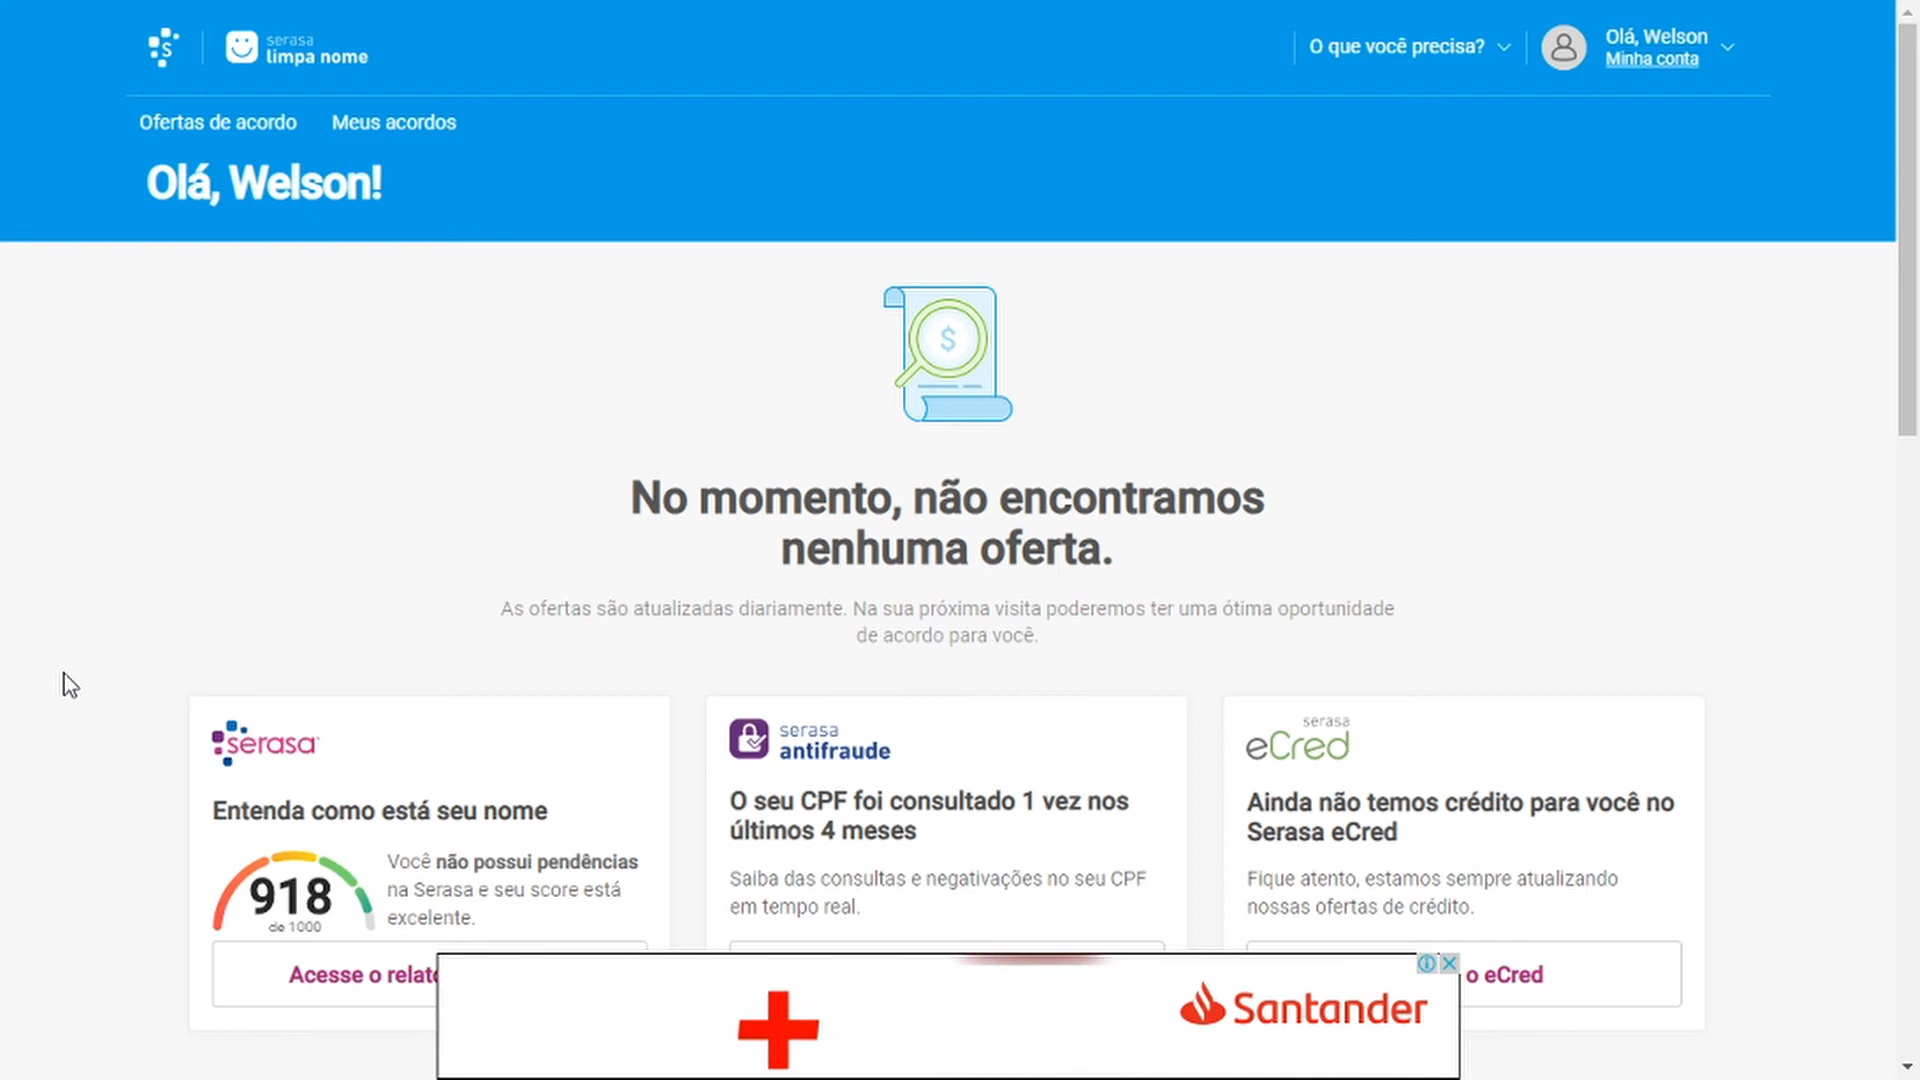 serasa
limpa nome
O que você precisa?
Olá, Welson
Minha conta
Ofertas de acordo
Meus acordos
Olá, Welson!
$
No momento, não encontramos
nenhuma oferta.
As ofertas são atualizadas diariamente. Na sua próxima visita poderemos ter uma ótima oportunidade
de acordo para você.
serasa
Entenda como está seu nome
918
de 1000
Você não possui pendências
na Serasa e seu score está
excelente.
Acesse o relato
serasa
antifraude
O seu CPF foi consultado 1 vez nos
últimos 4 meses
Saiba das consultas e negativações no seu CPF
em tempo real.
serasa
eCred
Ainda não temos crédito para você no
Serasa eCred
Fique atento, estamos sempre atualizando
nossas ofertas de crédito.
o eCred
Santander